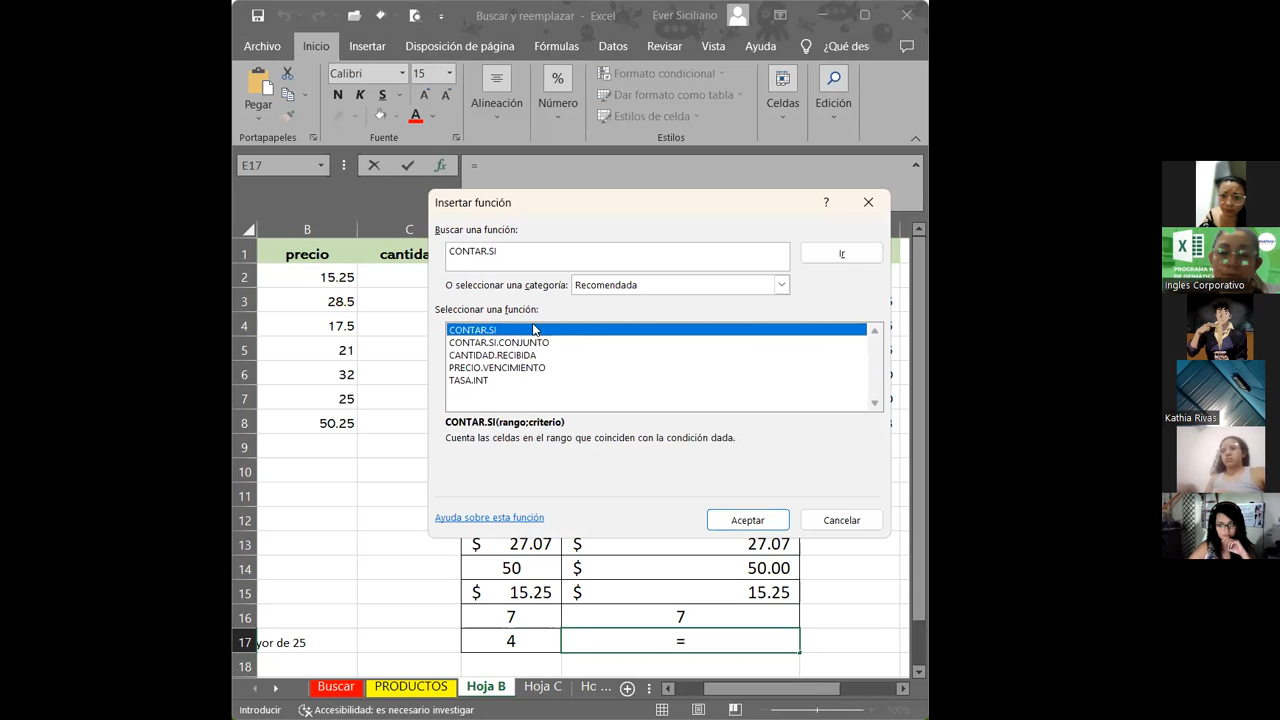 Buscar y reemplazar - Excel
Ever Siciliano
Archivo Inicio Insertar Disposición de página Fórmulas Datos Revisar Vista Ayuda ¿Qué des
Pegar
Calibri 15
N K S A A
A
Alineación
%
Número
Formato condicional
Dar formato como tabla
Estilos de celda
Celdas
Edición
Portapapeles Fuente Estilos
E17 fx =
Insertar función ?
Buscar una función:
CONTAR.SI
Ir
O seleccionar una categoría: Recomendada
Seleccionar una función:
CONTAR.SI
CONTAR.SI.CONJUNTO
CANTIDAD.RECIBIDA
PRECIO.VENCIMIENTO
TASA.INT
CONTAR.SI(rango;criterio)
Cuenta las celdas en el rango que coinciden con la condición dada.
Ayuda sobre esta función
Aceptar Cancelar
B C
1 precio cantida
2 15.25
3 28.5
4 17.5
5 21
6 32
7 25
8 50.25
9
10
11
12
13 $ 27.07 $ 27.07
14 50 $ 50.00
15 $ 15.25 $ 15.25
16 7 7
17 yor de 25 4 =
18
Buscar PRODUCTOS Hoja B Hoja C Ho ...
Introducir Accesibilidad: es necesario investigar 100%
Ingles Corporativo
Kathia Rivas